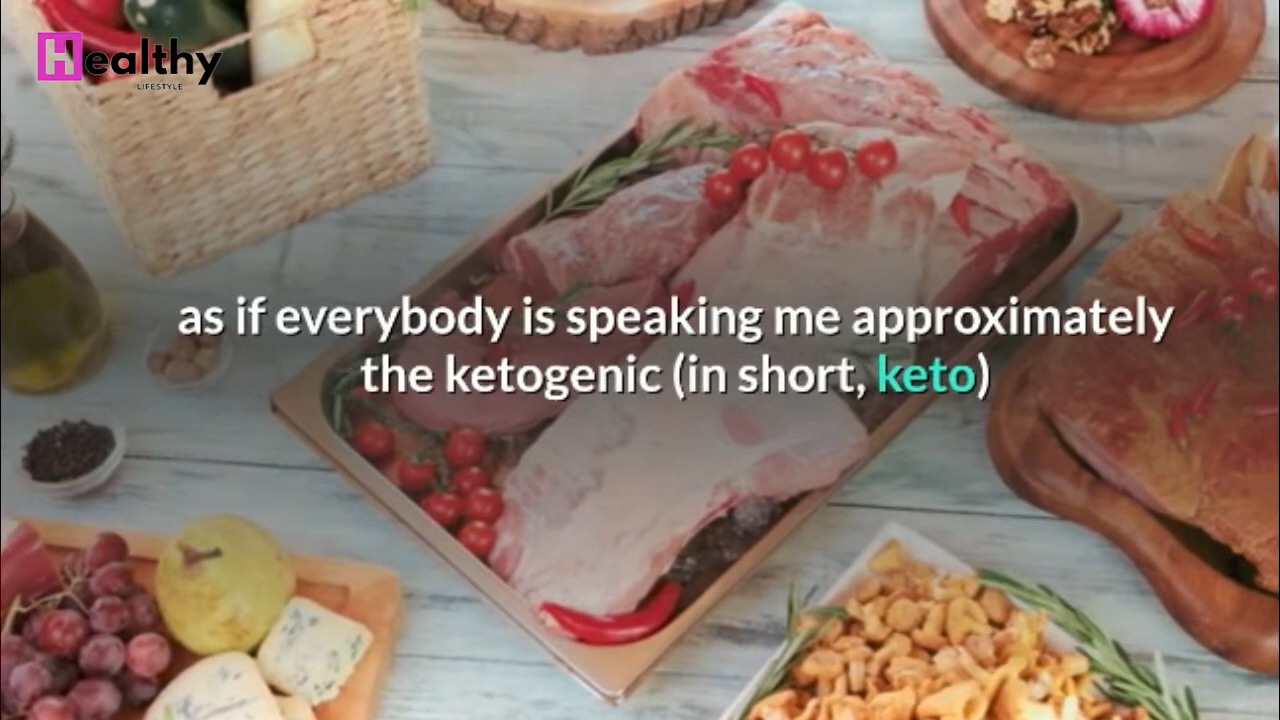 Healthy
LIFESTYLE
as if everybody is speaking me approximately
the ketogenic (in short, keto)